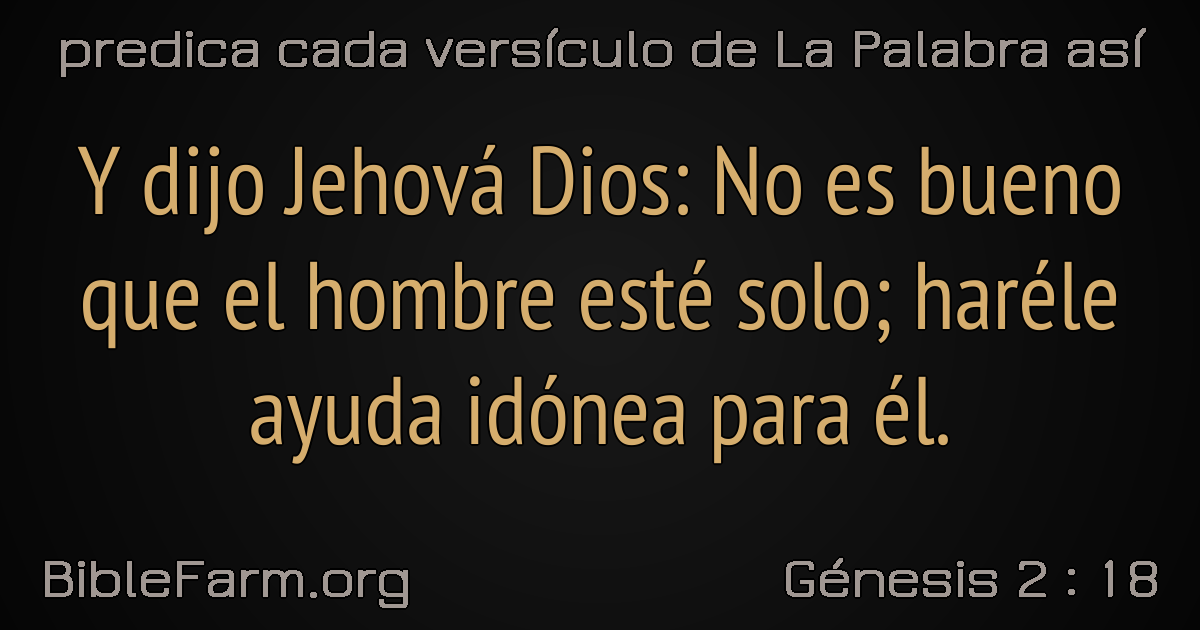 predica cada versículo de La Palabra así
Y dijo Jehová Dios: No es bueno
que el hombre esté solo; haréle
ayuda idónea para él.
BibleFarm.org
Génesis 2 : 18